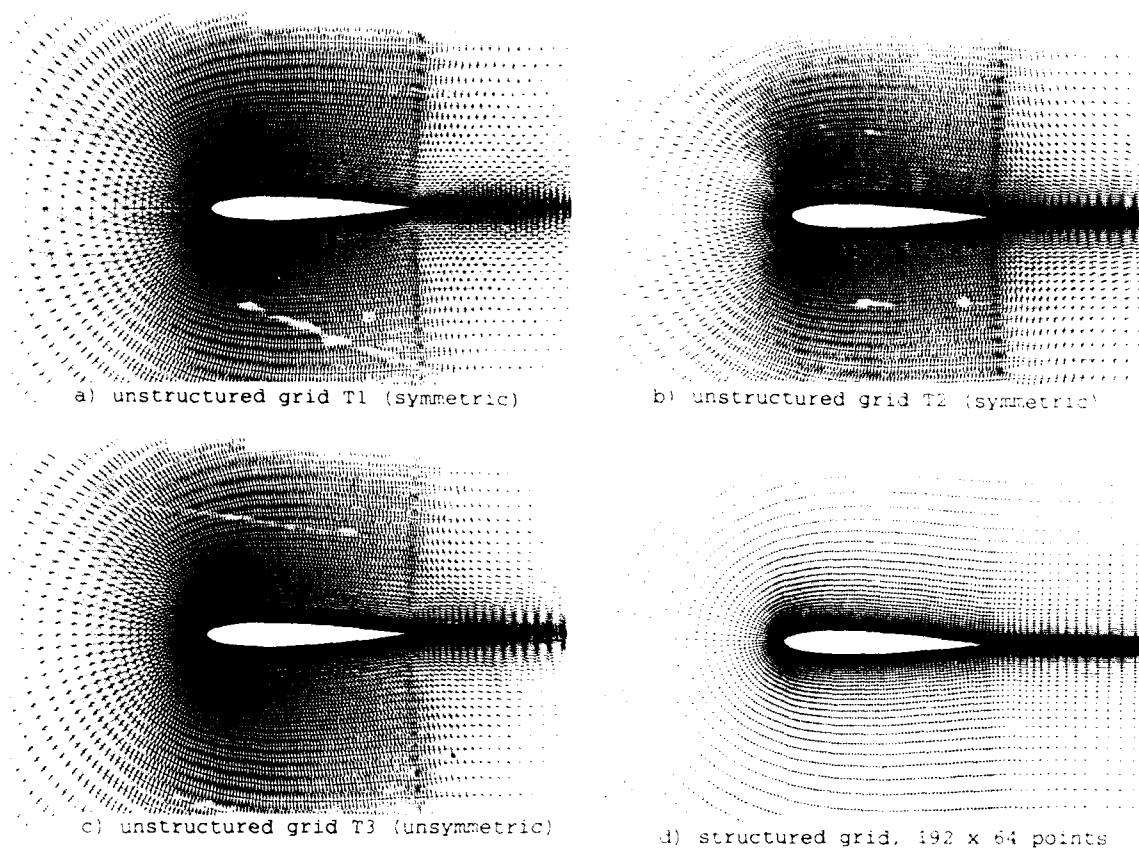 a) unstructured grid T1 (symmetric)
b) unstructured grid T2 (symmetric)
c) unstructured grid T3 (unsymmetric)
d) structured grid, 192 x 64 points